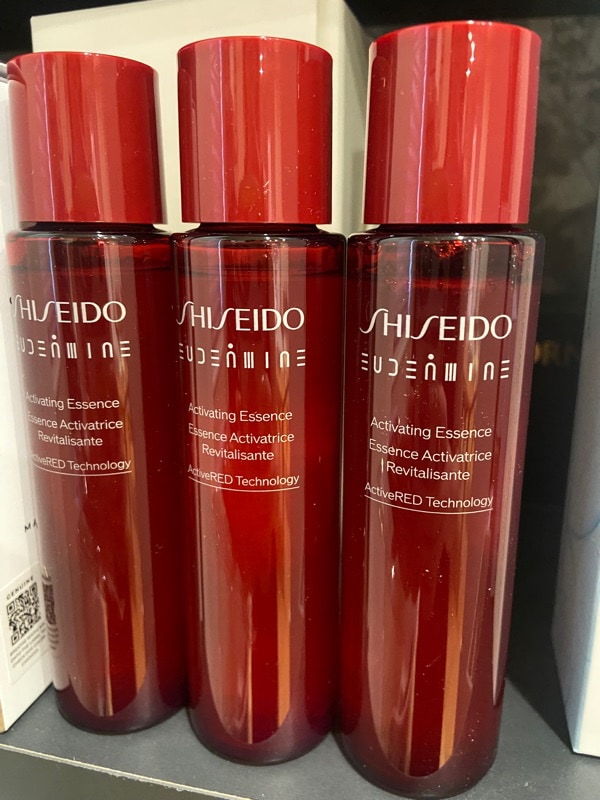 SHISEIDO
EUDERMINE
Activating Essence
Essence Activatrice
Revitalisante
ActiveRED Technology
SHISEIDO
EUDERMINE
Activating Essence
Essence Activatrice
Revitalisante
ActiveRED Technology
SHISEIDO
EUDERMINE
Activating Essence
Essence Activatrice
Revitalisante
ActiveRED Technology
GENUINE